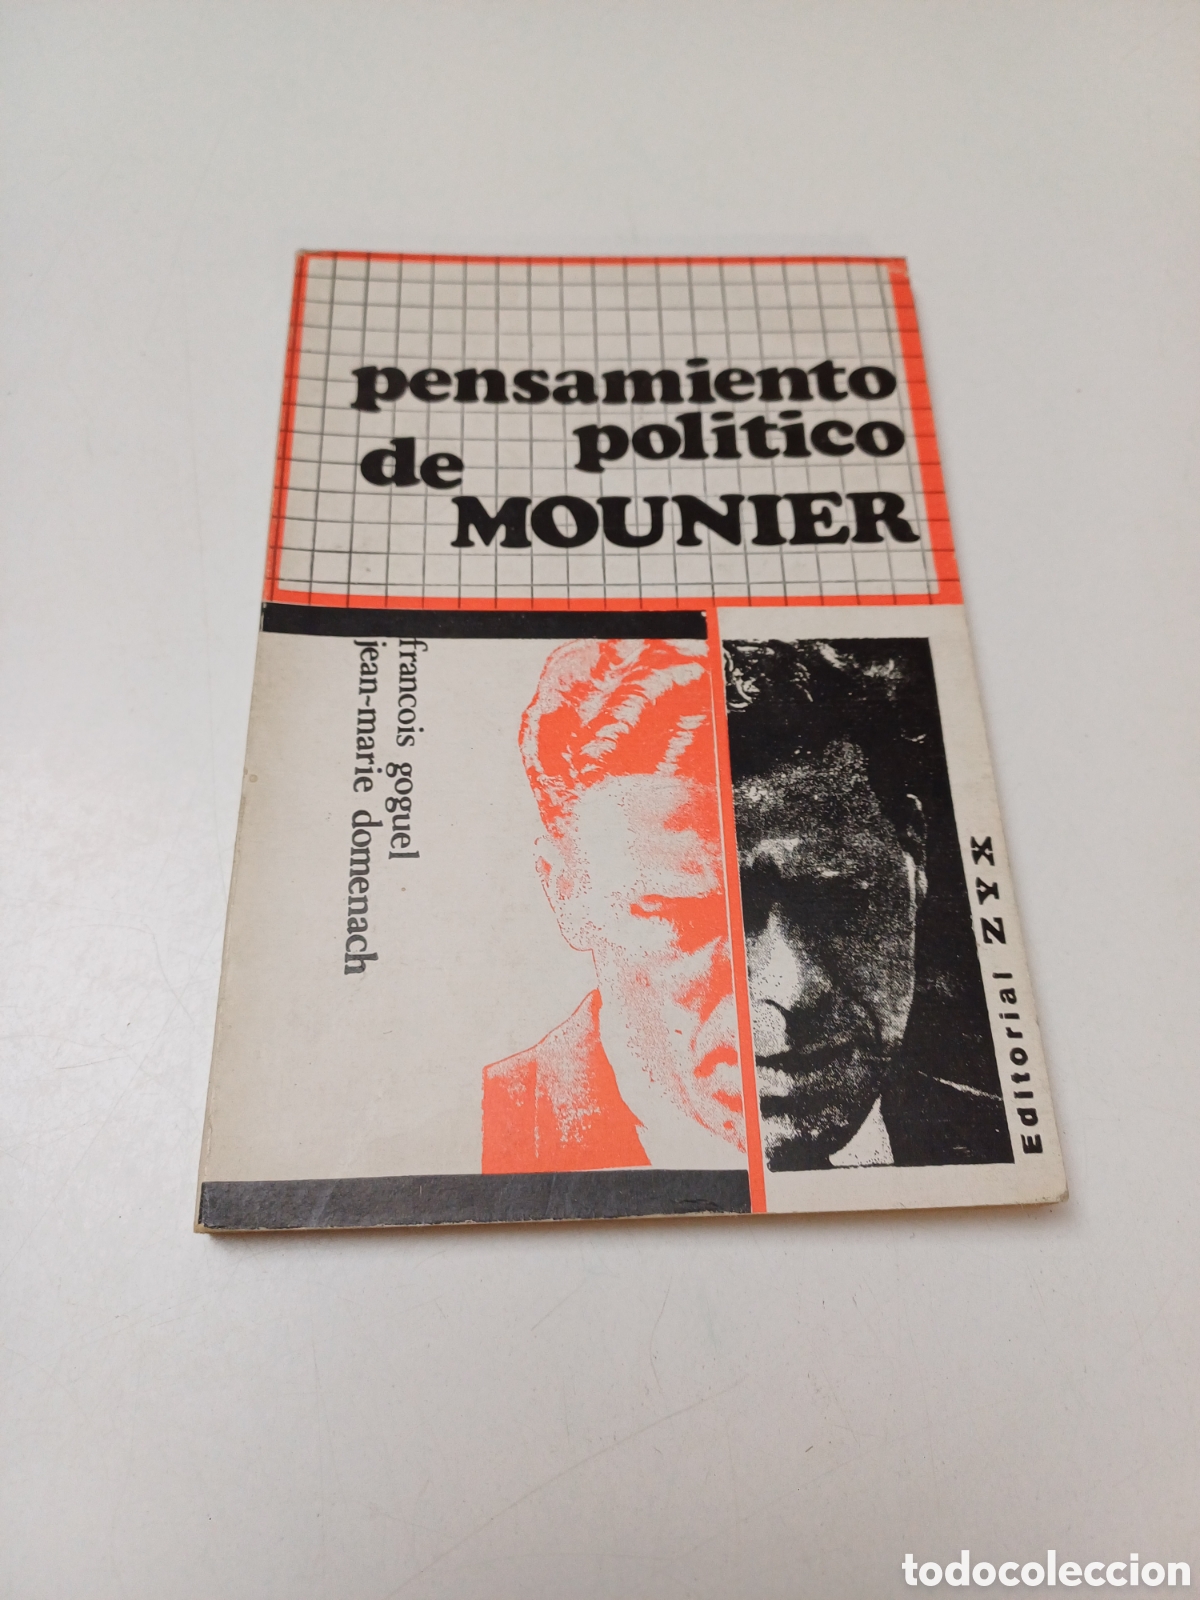 pensamiento
politico
de
MOUNIER
francois goguel
jean-marie domenach
Editorial ZYX
todocoleccion